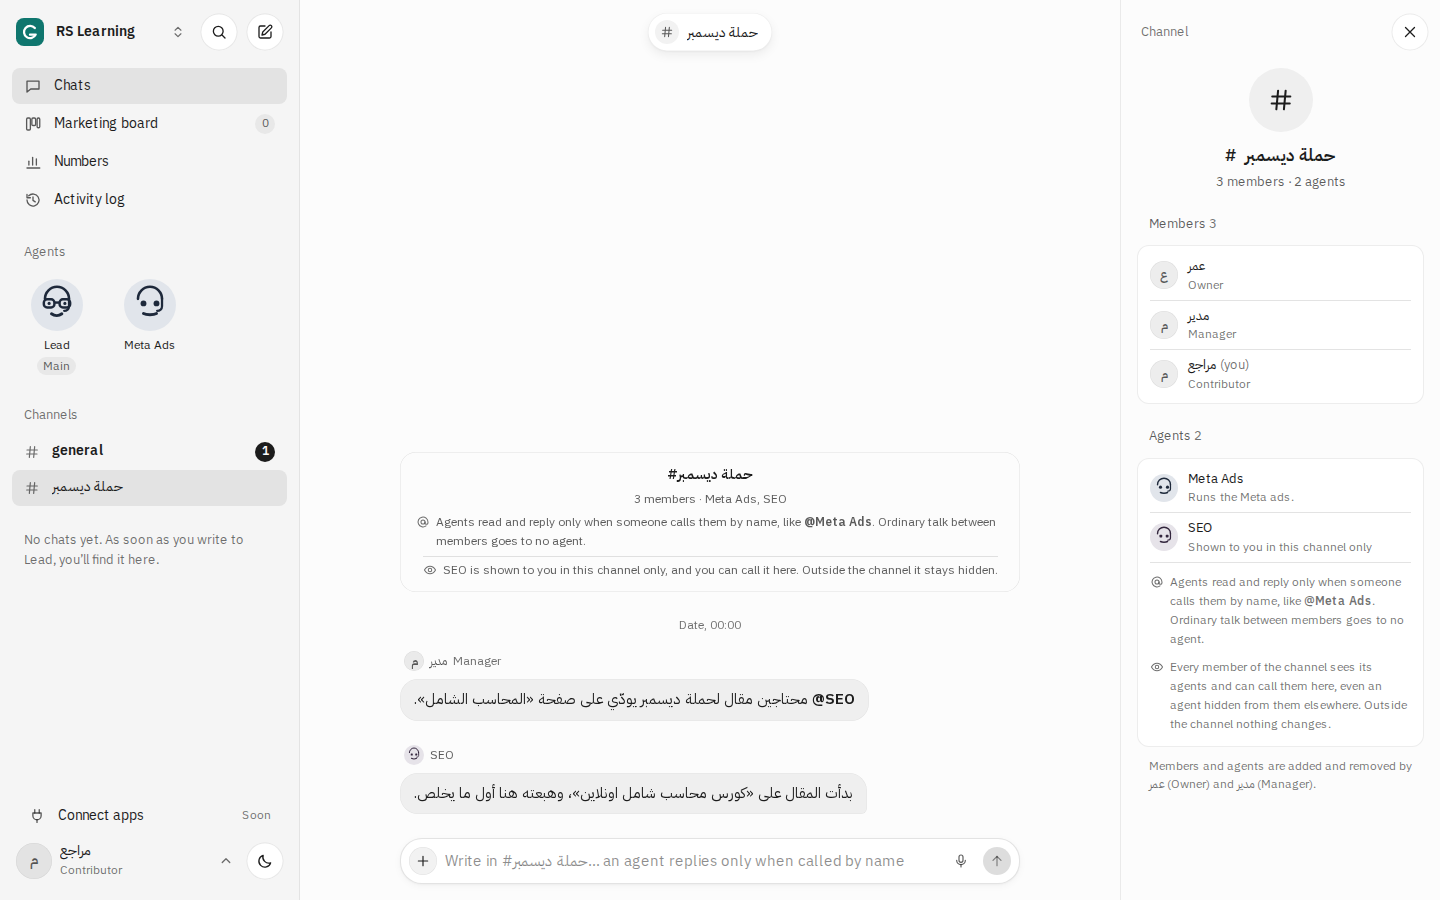 RS Learning
Chats
Marketing board 0
Numbers
Activity log
Agents
Lead
Main
Meta Ads
Channels
# general 1
# حملة ديسمبر
No chats yet. As soon as you write to
Lead, you'll find it here.
Connect apps Soon
م
مراجع
Contributor
# حملة ديسمبر
#حملة ديسمبر
3 members · Meta Ads, SEO
Agents read and reply only when someone calls them by name, like @Meta Ads. Ordinary talk between
members goes to no agent.
SEO is shown to you in this channel only, and you can call it here. Outside the channel it stays hidden.
Date, 00:00
م مدير Manager
@SEO محتاجين مقال لحملة ديسمبر يودّي على صفحة «المحاسب الشامل».
SEO
بدأت المقال على «كورس محاسب شامل اونلاين»، وهبعته هنا أول ما يخلص.
Write in #حملة ديسمبر… an agent replies only when called by name
Channel
#
# حملة ديسمبر
3 members · 2 agents
Members 3
ع
عمر
Owner
م
مدير
Manager
م
مراجع (you)
Contributor
Agents 2
Meta Ads
Runs the Meta ads.
SEO
Shown to you in this channel only
Agents read and reply only when someone
calls them by name, like @Meta Ads.
Ordinary talk between members goes to no
agent.
Every member of the channel sees its
agents and can call them here, even an
agent hidden from them elsewhere. Outside
the channel nothing changes.
Members and agents are added and removed by
عمر (Owner) and مدير (Manager).